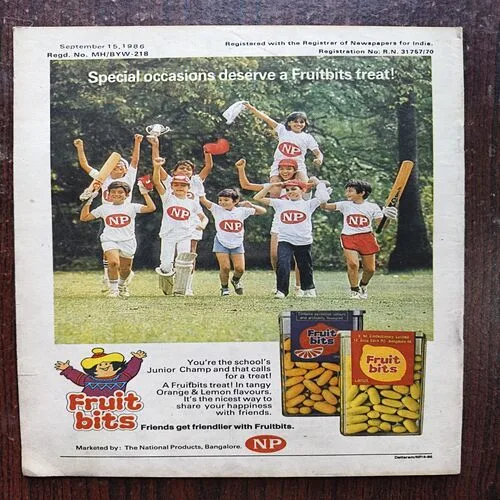 September 15, 1986
Regd. No. MH/BYW-218
Registered with the Registrar of Newspapers for India.
Registration No: R.N. 31757/70
Special occasions deserve a Fruitbits treat!
NP
NP
NP
NP
NP
NP
Fruit
bits
Fruit
bits
You're the school's
Junior Champ and that calls
for a treat!
A Fruitbits treat! In tangy
Orange & Lemon flavours.
It's the nicest way to
share your happiness
with friends.
Fruit
bits
Friends get friendlier with Fruitbits.
Marketed by: The National Products, Bangalore. NP